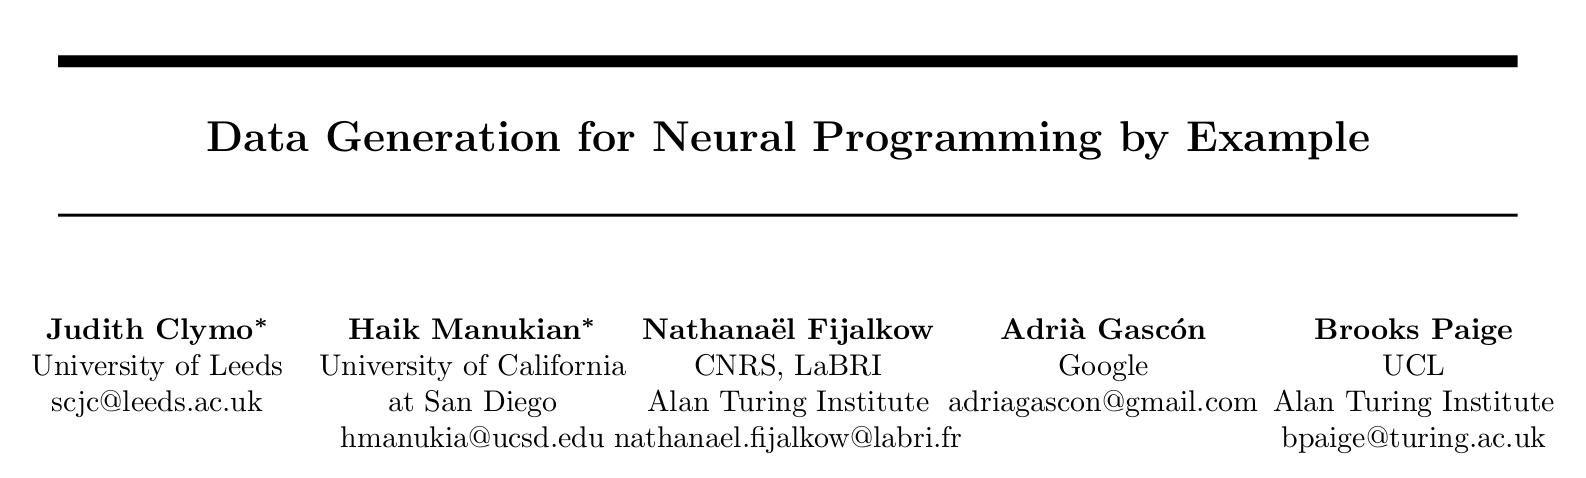 Data Generation for Neural Programming by Example
Judith Clymo* Haik Manukian* Nathanaël Fijalkow Adrià Gascón Brooks Paige
University of Leeds University of California CNRS, LaBRI Google UCL
scjc@leeds.ac.uk at San Diego Alan Turing Institute adriagascon@gmail.com Alan Turing Institute
hmanukia@ucsd.edu nathanael.fijalkow@labri.fr bpaige@turing.ac.uk